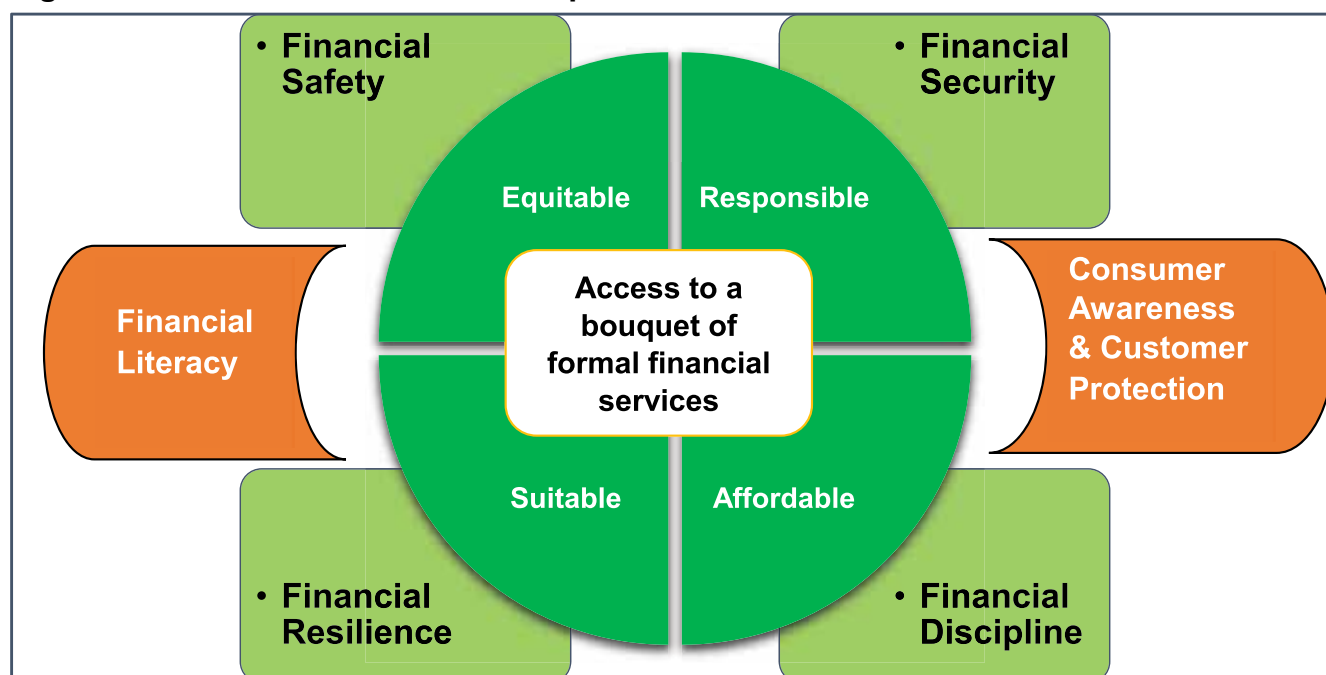 • Financial
Safety
• Financial
Security
Equitable
Responsible
Access to a
bouquet of
formal financial
services
Financial
Literacy
Consumer
Awareness
& Customer
Protection
Suitable
Affordable
• Financial
Resilience
• Financial
Discipline